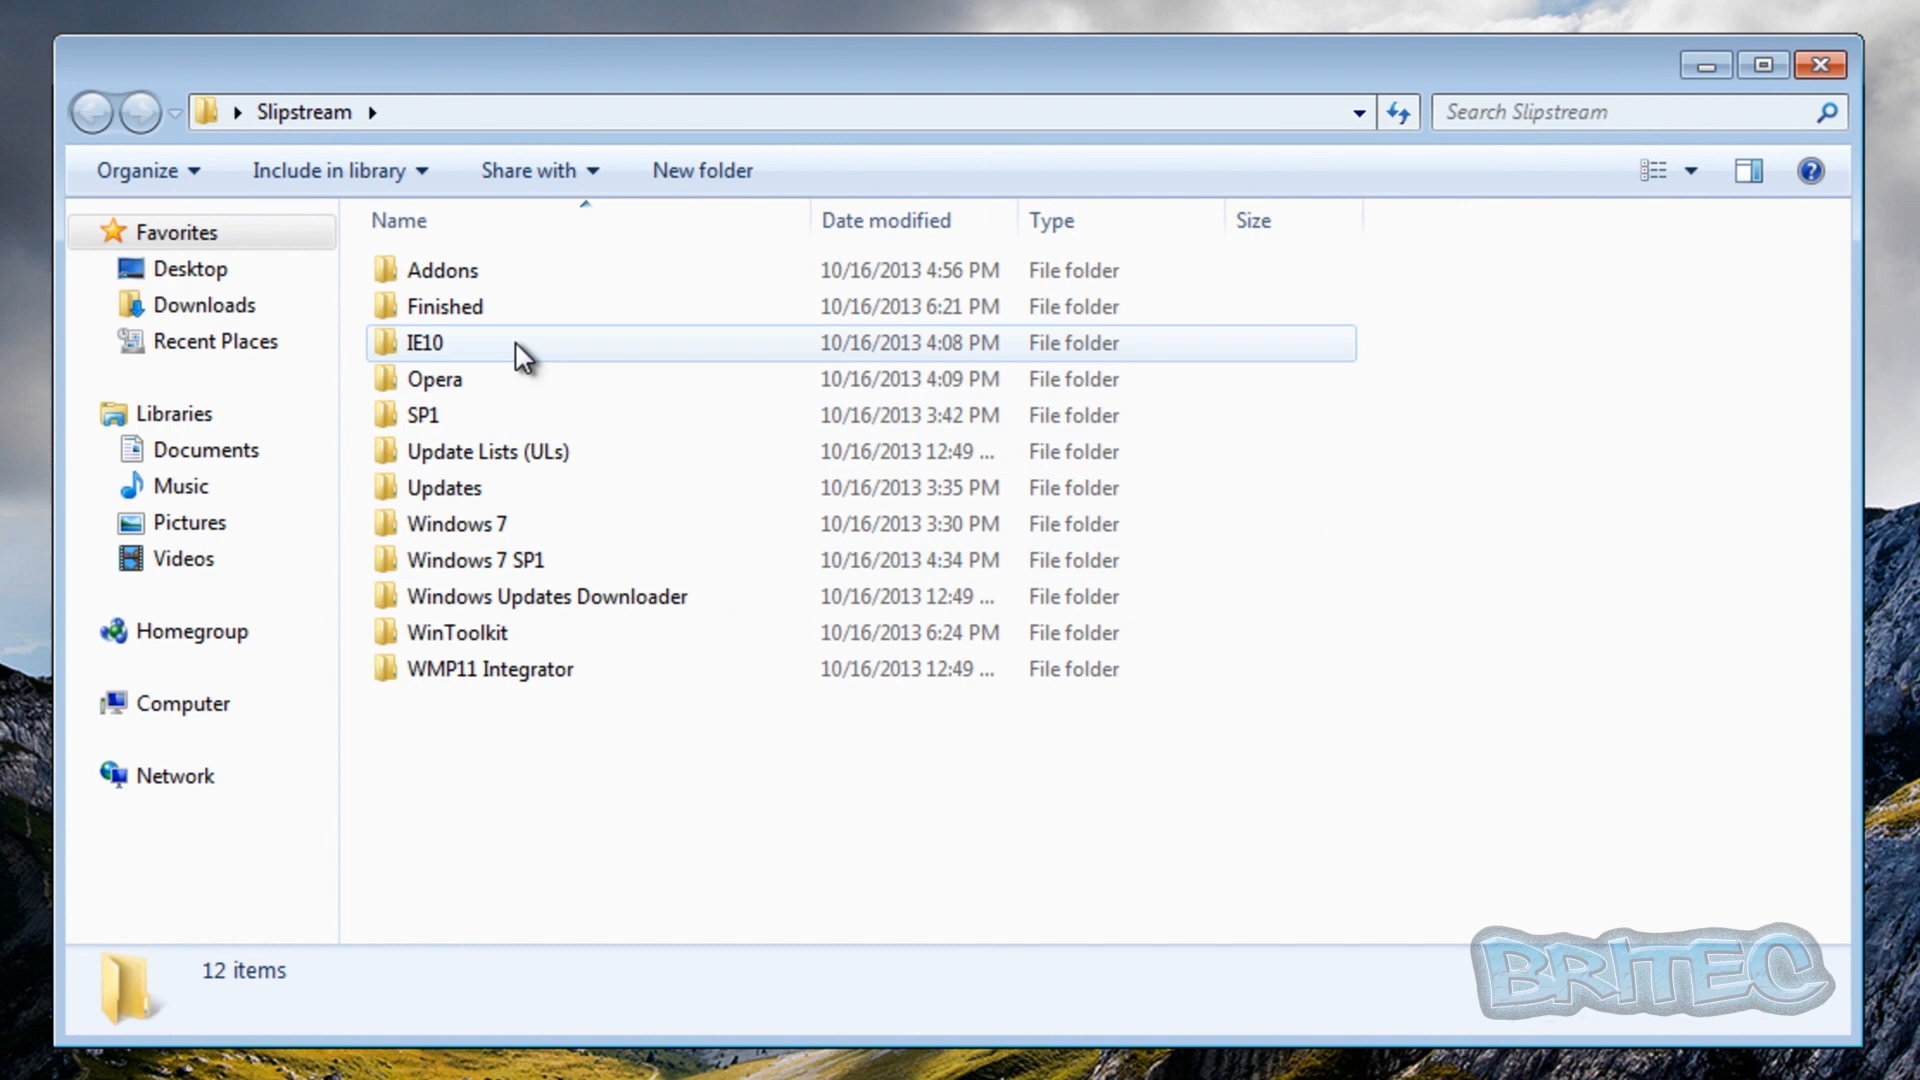 Slipstream
Search Slipstream
Organize Include in library Share with New folder
Name Date modified Type Size
Favorites
Desktop
Downloads
Recent Places
Libraries
Documents
Music
Pictures
Videos
Homegroup
Computer
Network
Addons 10/16/2013 4:56 PM File folder
Finished 10/16/2013 6:21 PM File folder
IE10 10/16/2013 4:08 PM File folder
Opera 10/16/2013 4:09 PM File folder
SP1 10/16/2013 3:42 PM File folder
Update Lists (ULs) 10/16/2013 12:49 ... File folder
Updates 10/16/2013 3:35 PM File folder
Windows 7 10/16/2013 3:30 PM File folder
Windows 7 SP1 10/16/2013 4:34 PM File folder
Windows Updates Downloader 10/16/2013 12:49 ... File folder
WinToolkit 10/16/2013 6:24 PM File folder
WMP11 Integrator 10/16/2013 12:49 ... File folder
12 items
BRITEC